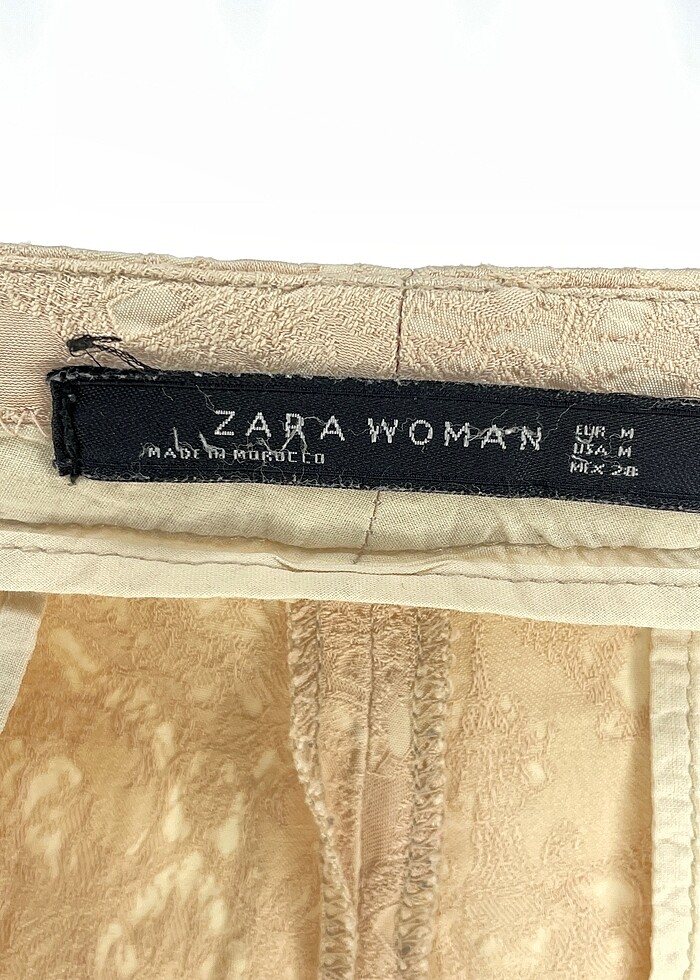 ZARA WOMAN
MADE IN MOROCCO
EUR M
USA M
MEX 28